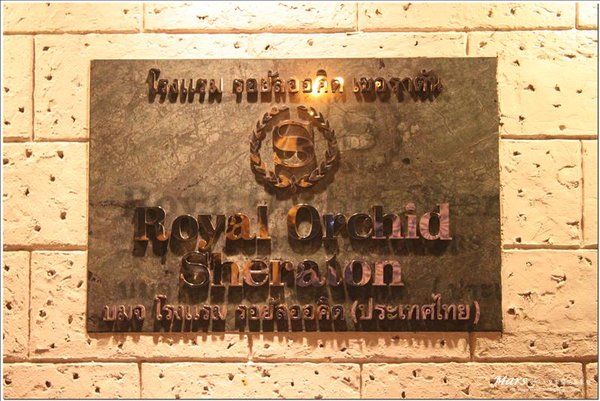 โรงแรม รอยัลออคิด เชอราตัน
S
Royal Orchid
Sheraton
บมจ โรงแรม รอยัลออคิด (ประเทศไทย)